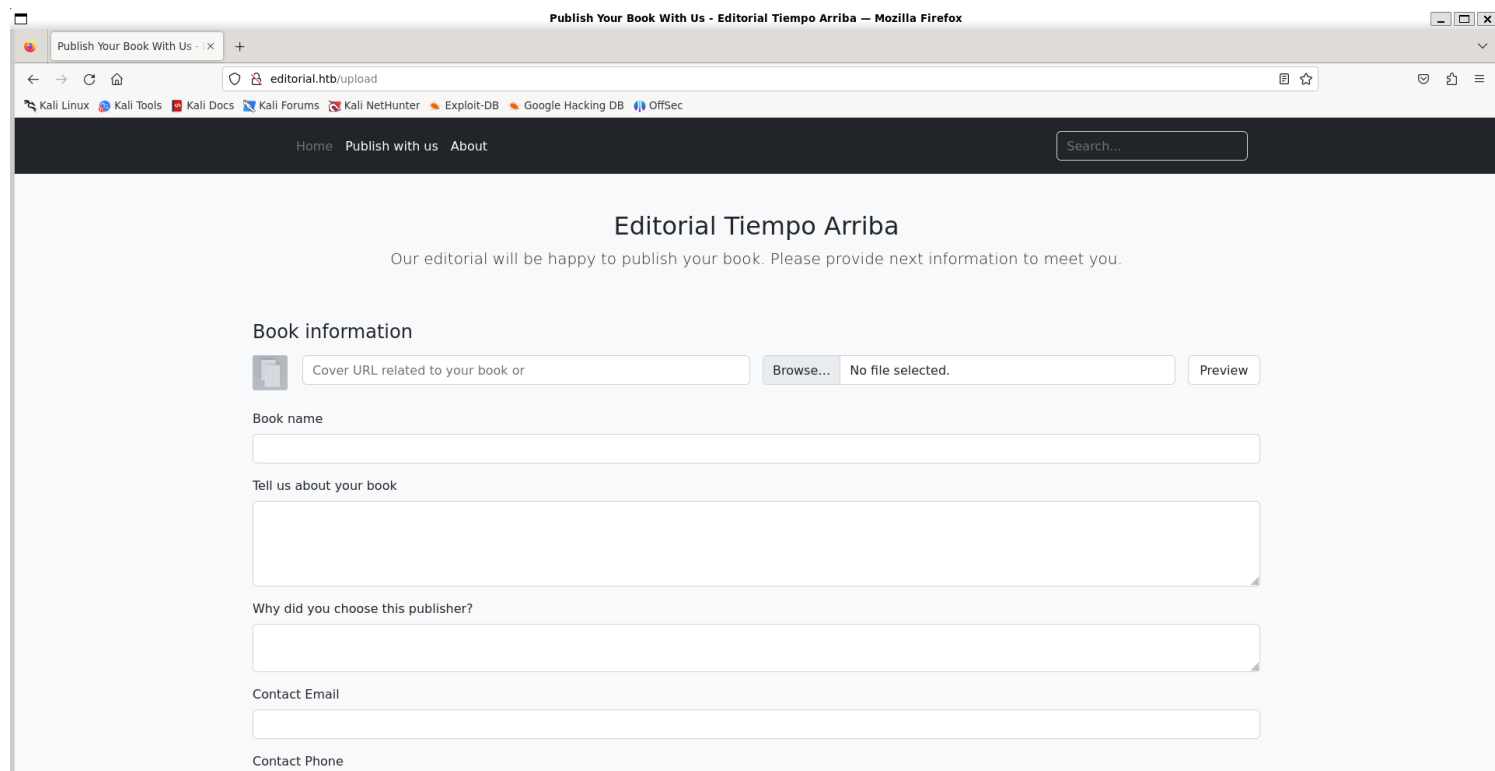 Publish Your Book With Us - Editorial Tiempo Arriba — Mozilla Firefox
Publish Your Book With Us -
editorial.htb/upload
Kali Linux Kali Tools Kali Docs Kali Forums Kali NetHunter Exploit-DB Google Hacking DB OffSec
Home Publish with us About Search...
Editorial Tiempo Arriba
Our editorial will be happy to publish your book. Please provide next information to meet you.
Book information
Cover URL related to your book or Browse... No file selected. Preview
Book name
Tell us about your book
Why did you choose this publisher?
Contact Email
Contact Phone